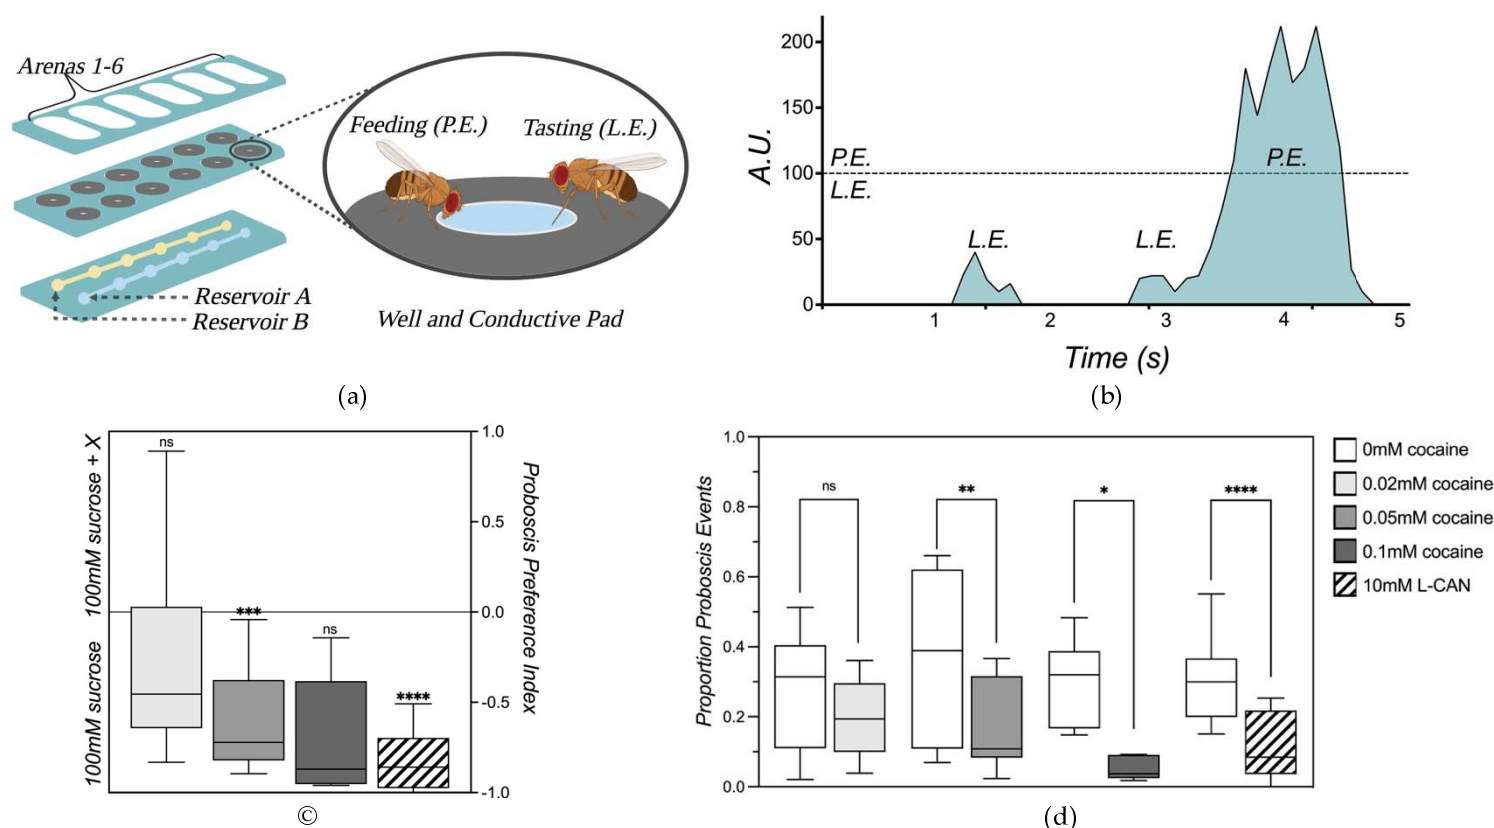 Arenas 1-6
Feeding (P.E.)
Tasting (L.E.)
Reservoir A
Reservoir B
Well and Conductive Pad
(a)
A.U.
200
150
100
50
0
P.E.
L.E.
L.E.
L.E.
P.E.
1 2 3 4 5
Time (s)
(b)
100mM sucrose + X
100mM sucrose
ns
***
ns
****
1.0
0.5
0.0
-0.5
-1.0
Proboscis Preference Index
©
Proportion Proboscis Events
1.0
0.8
0.6
0.4
0.2
0.0
ns
**
*
****
0mM cocaine
0.02mM cocaine
0.05mM cocaine
0.1mM cocaine
10mM L-CAN
(d)